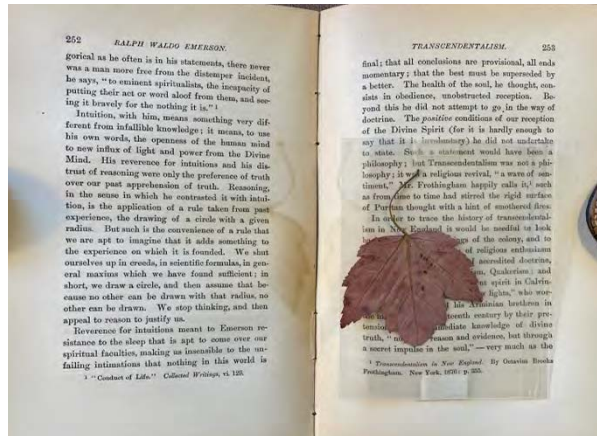 252
RALPH WALDO EMERSON.
gorical as he often is in his statements, there never
was a man more free from the distemper incident,
he says, "to eminent spiritualists, the incapacity of
putting their act or word aloof from them, and see-
ing it bravely for the nothing it is." ¹
Intuition, with him, means something very dif-
ferent from infallible knowledge; it means, to use
his own words, the openness of the human mind
to new influx of light and power from the Divine
Mind. His reverence for intuitions and his dis-
trust of reasoning were only the preference of truth
over our past apprehension of truth. Reasoning,
in the sense in which he contrasted it with intui-
tion, is the application of a rule taken from past
experience, the drawing of a circle with a given
radius. But such is the convenience of a rule that
we are apt to imagine that it adds something to
the experience on which it is founded. We shut
ourselves up in creeds, in scientific formulas, in gen-
eral maxims which we have found sufficient; in
short, we draw a circle, and then assume that be-
cause no other can be drawn with that radius, no
other can be drawn. We stop thinking, and then
appeal to reason to justify us.
Reverence for intuitions meant to Emerson re-
sistance to the sleep that is apt to come over our
spiritual faculties, making us insensible to the un-
failing intimations that nothing in this world is
¹ "Conduct of Life." Collected Writings, vi. 129.
TRANSCENDENTALISM.
253
final; that all conclusions are provisional, all ends
momentary; that the best must be superseded by
a better. The health of the soul, he thought, con-
sists in obedience, unobstructed reception. Be-
yond this he did not attempt to go in the way of
doctrine. The positive conditions of our reception
of the Divine Spirit (for it is hardly enough to
say that it is involuntary) he did not undertake
to state. Such a statement would have been a
philosophy; but Transcendentalism was not a phi-
losophy; it was a religious revival, "a wave of sen-
timent," Mr. Frothingham happily calls it,¹ such
as from time to time had stirred the rigid surface
of Puritan thought with a hint of smothered fires.
In order to trace the history of transcendental-
ism in New England it would be needful to look
of the colony, and to
of religious enthusiasm
accredited doctrine,
Quakerism; and
spirit in Calvin-
lights," who wor-
his Arminian brethren in
teenth century by their pre-
mediate knowledge of divine
truth, reason and evidence, but through
a secret impulse in the soul," — very much as the
¹ Transcendentalism in New England. By Octavius Brooks
Frothingham. New York, 1876: p. 355.